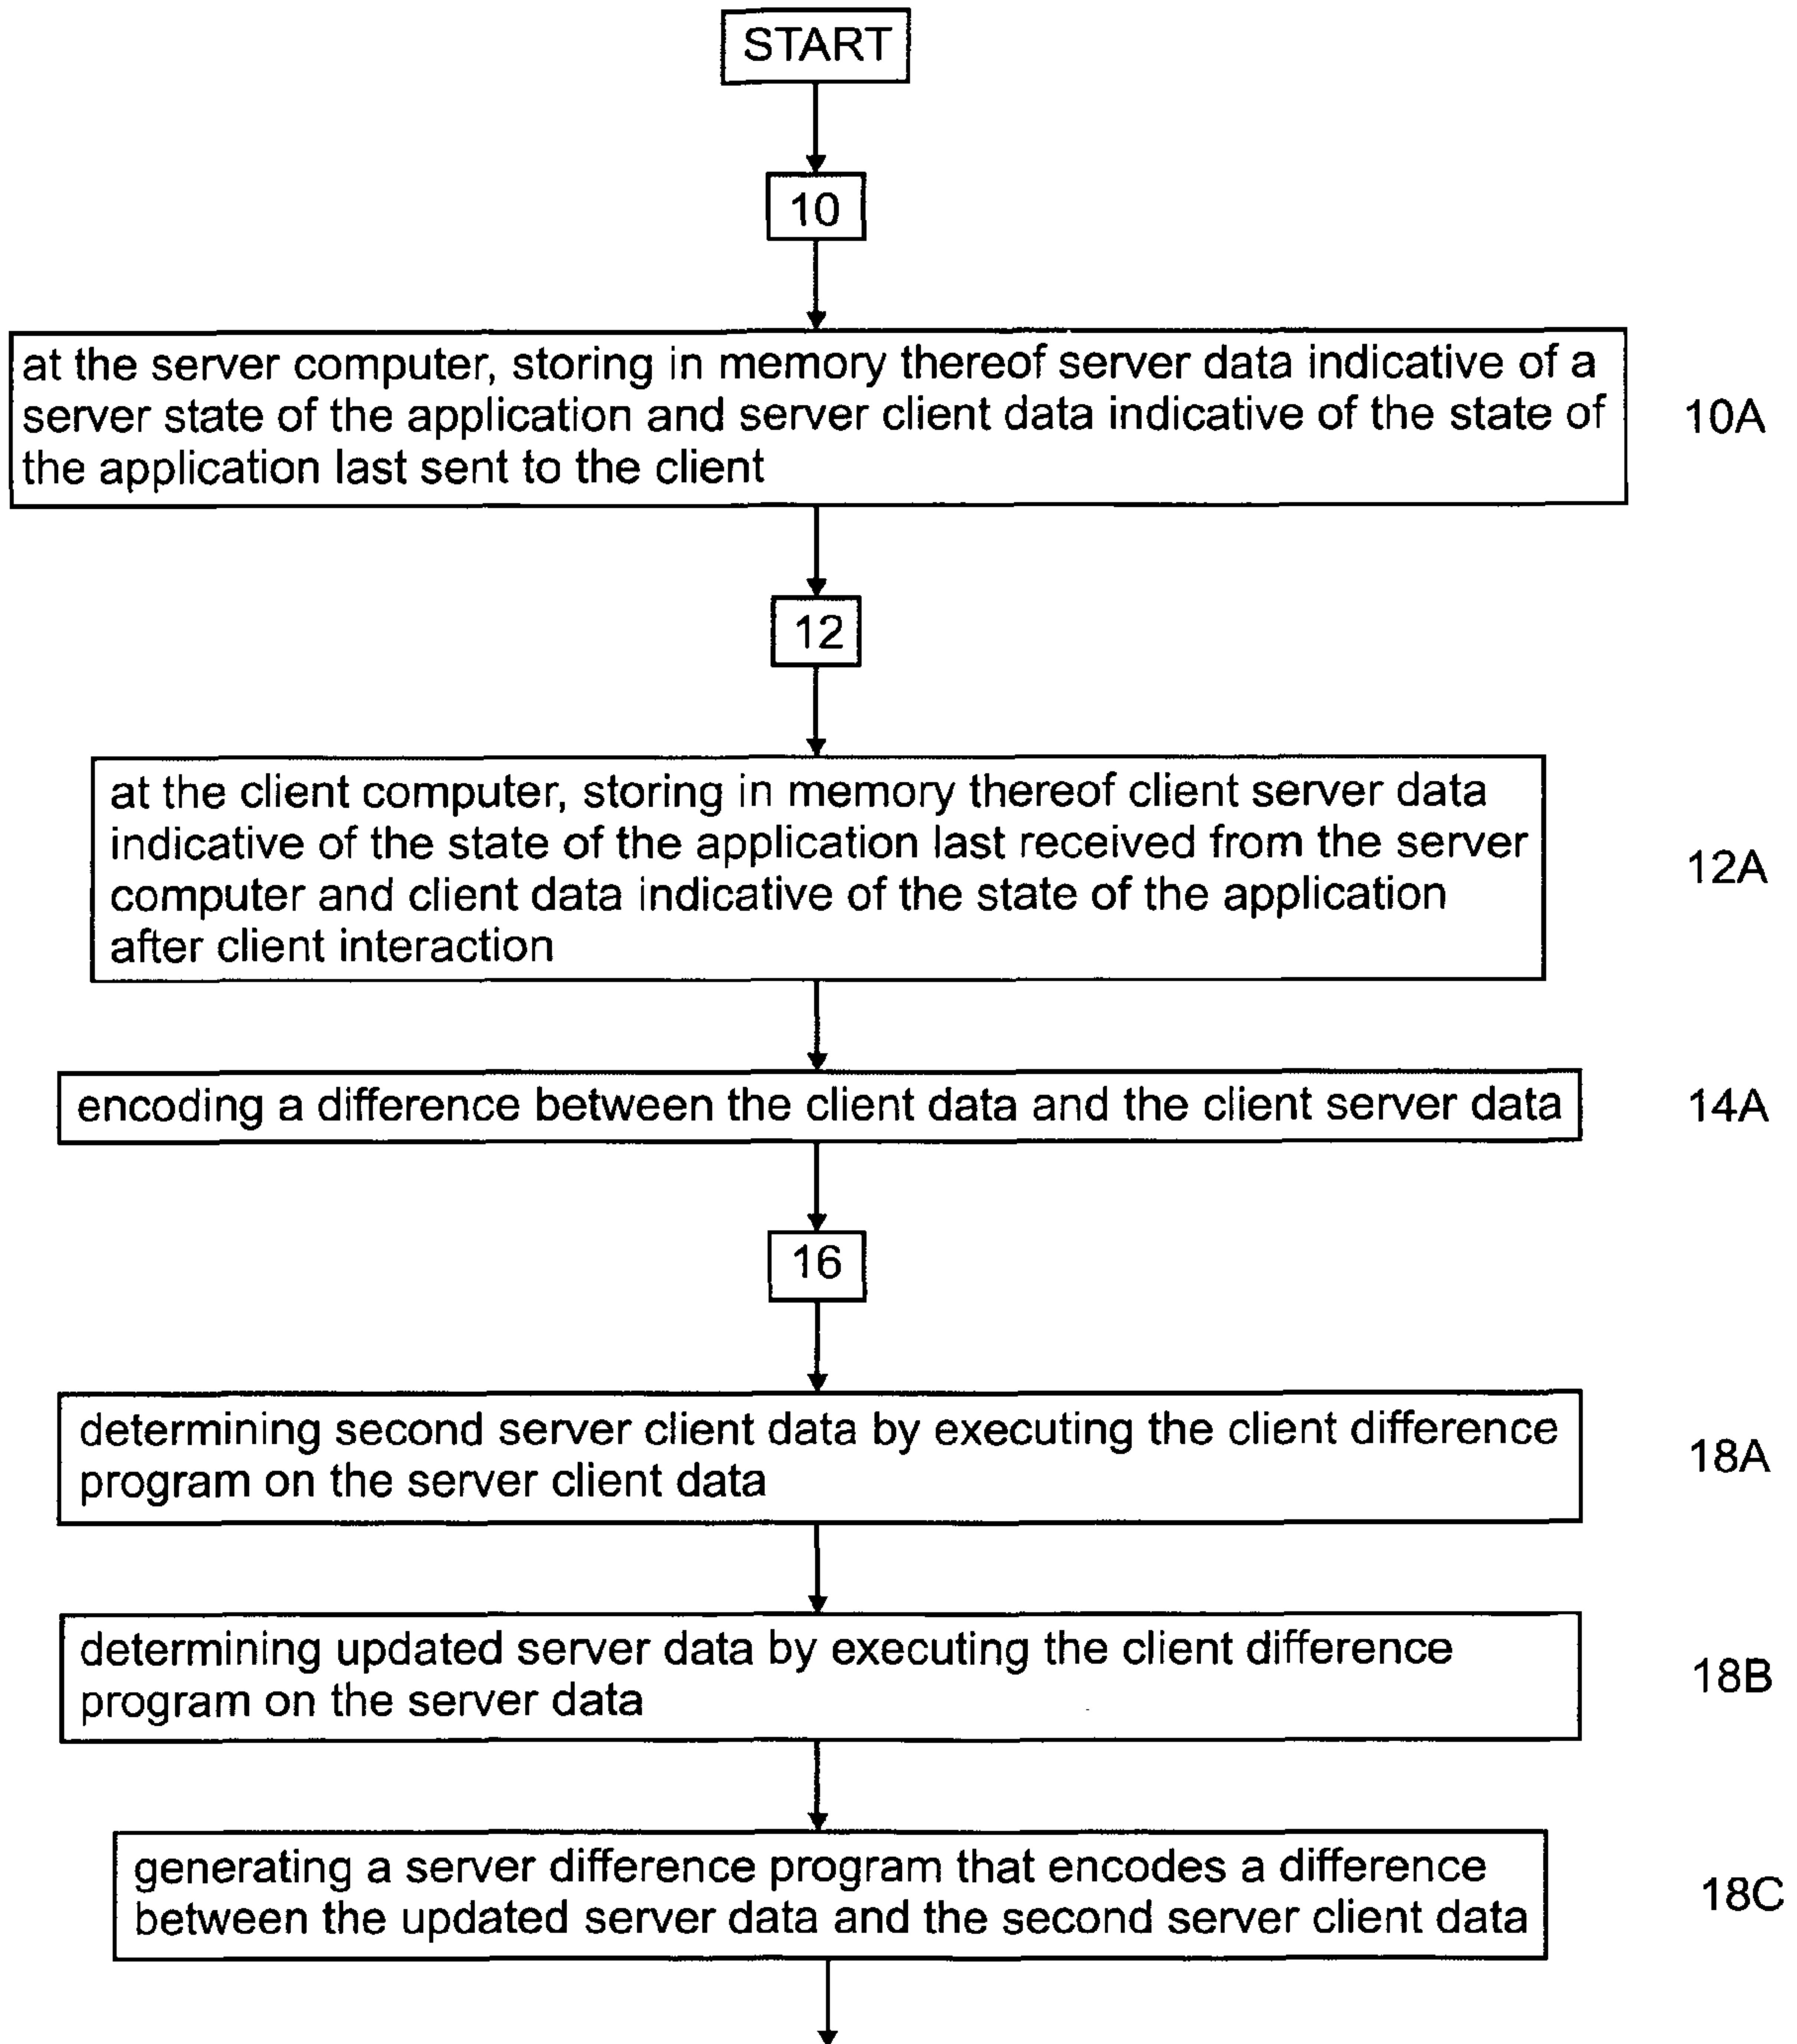 START
10
at the server computer, storing in memory thereof server data indicative of a
server state of the application and server client data indicative of the state of
the application last sent to the client
10A
12
at the client computer, storing in memory thereof client server data
indicative of the state of the application last received from the server
computer and client data indicative of the state of the application
after client interaction
12A
encoding a difference between the client data and the client server data
14A
16
determining second server client data by executing the client difference
program on the server client data
18A
determining updated server data by executing the client difference
program on the server data
18B
generating a server difference program that encodes a difference
between the updated server data and the second server client data
18C